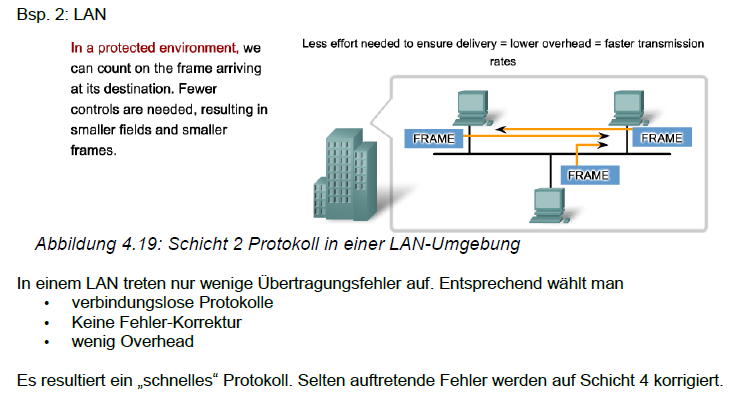 Bsp. 2: LAN
In a protected environment, we
can count on the frame arriving
at its destination. Fewer
controls are needed, resulting in
smaller fields and smaller
frames.
Less effort needed to ensure delivery = lower overhead = faster transmission
rates
FRAME
FRAME
FRAME
Abbildung 4.19: Schicht 2 Protokoll in einer LAN-Umgebung
In einem LAN treten nur wenige Übertragungsfehler auf. Entsprechend wählt man
• verbindungslose Protokolle
• Keine Fehler-Korrektur
• wenig Overhead
Es resultiert ein „schnelles“ Protokoll. Selten auftretende Fehler werden auf Schicht 4 korrigiert.